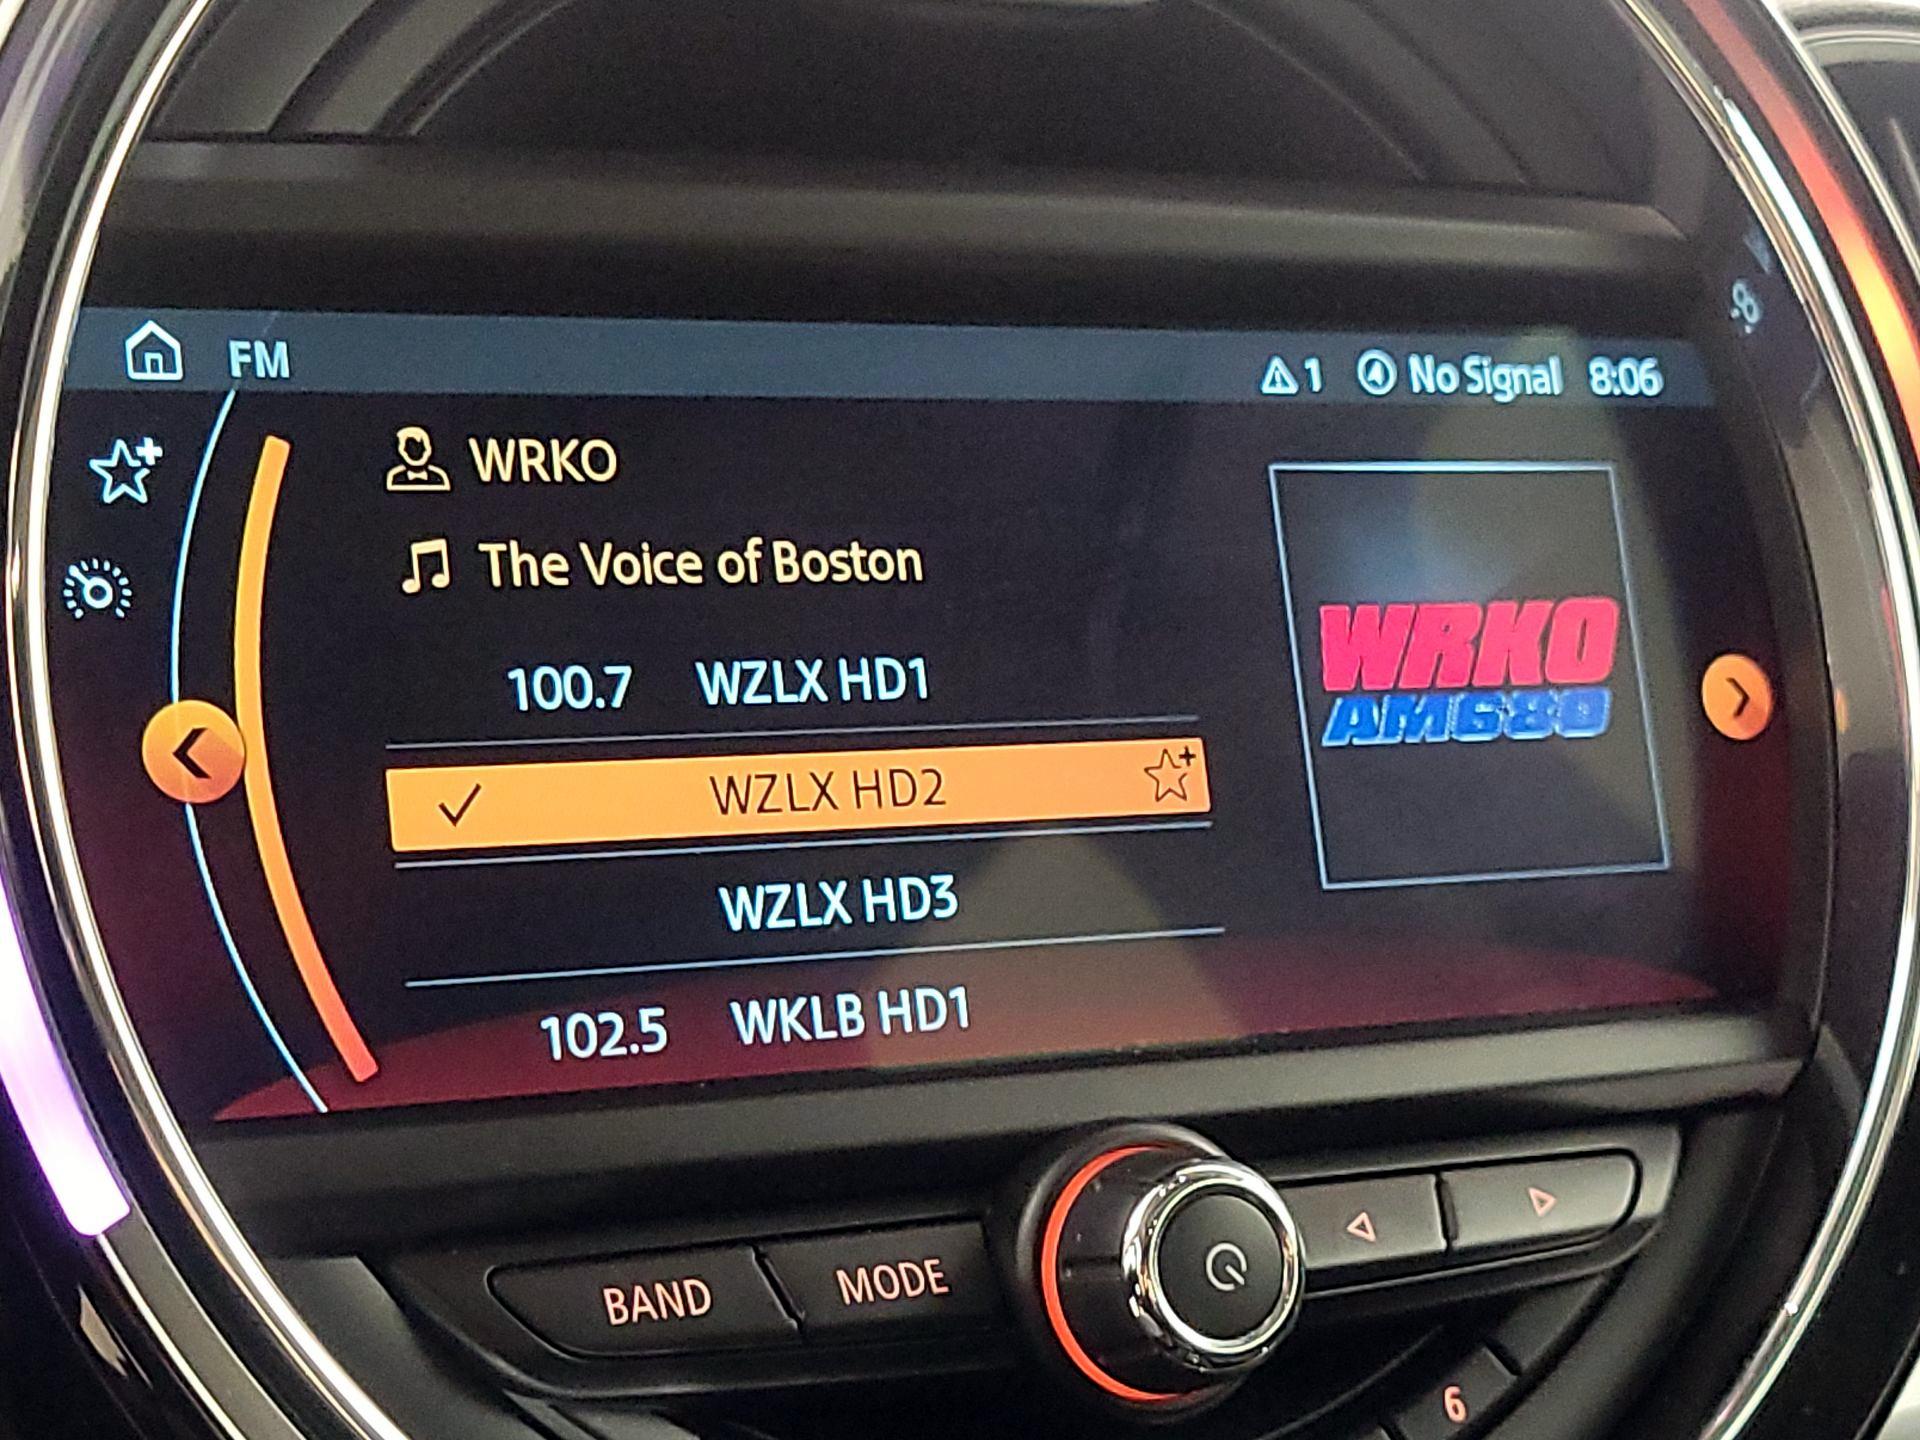 FM
1 No Signal 8:06
WRKO
The Voice of Boston
100.7 WZLX HD1
WZLX HD2
WZLX HD3
102.5 WKLB HD1
WRKO
AM680
BAND MODE
6